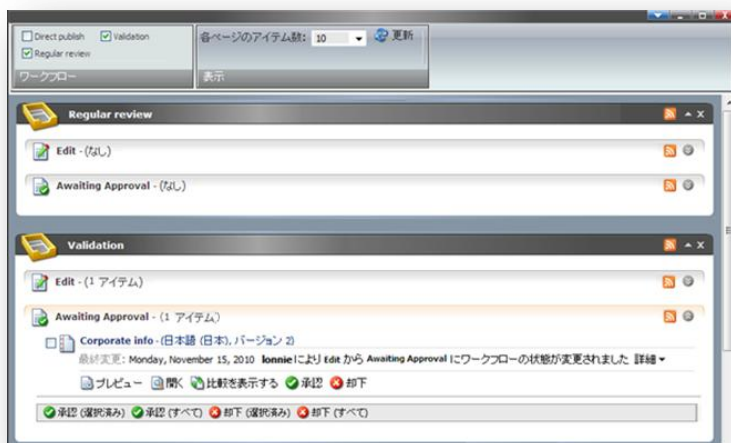 Direct publish Validation 各ページのアイテム数: 10 更新
Regular review
ワークフロー 表示
Regular review
Edit - (なし)
Awaiting Approval - (なし)
Validation
Edit - (1 アイテム)
Awaiting Approval - (1 アイテム)
Corporate info - (日本語 (日本), バージョン 2)
最終変更: Monday, November 15, 2010 lonnie により Edit から Awaiting Approval にワークフローの状態が変更されました 詳細
プレビュー 開く 比較を表示する 承認 却下
承認 (選択済み) 承認 (すべて) 却下 (選択済み) 却下 (すべて)